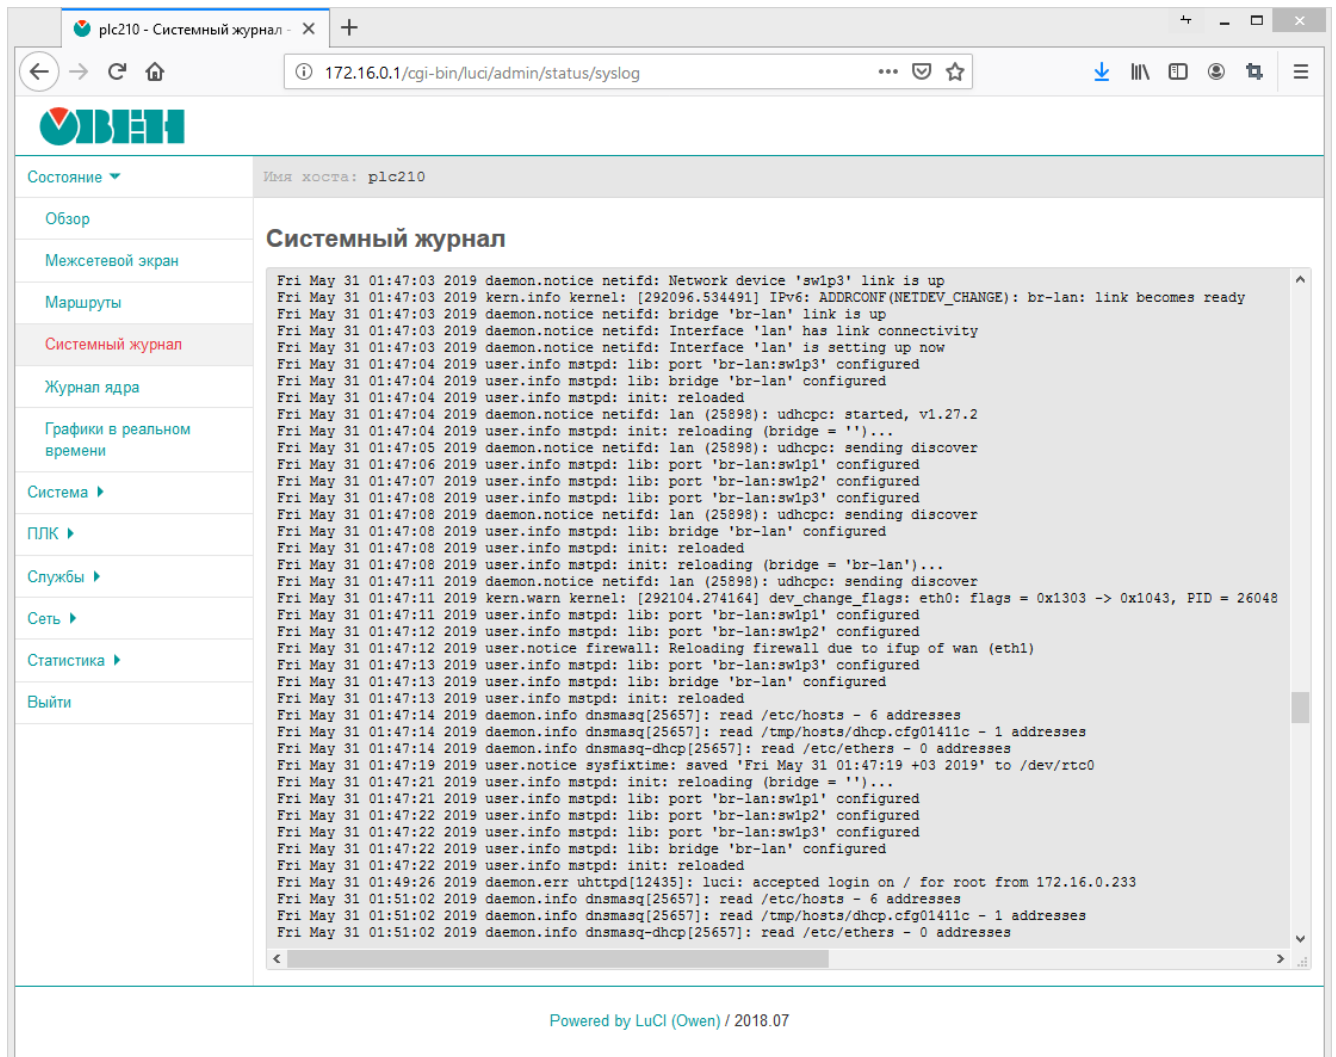 plc210 - Системный журнал -
172.16.0.1/cgi-bin/luci/admin/status/syslog
ОВЕН
Состояние
Имя хоста: plc210
Обзор
Межсетевой экран
Маршруты
Системный журнал
Журнал ядра
Графики в реальном
времени
Система
ПЛК
Службы
Сеть
Статистика
Выйти
Системный журнал
Fri May 31 01:47:03 2019 daemon.notice netifd: Network device 'sw1p3' link is up
Fri May 31 01:47:03 2019 kern.info kernel: [292096.534491] IPv6: ADDRCONF(NETDEV_CHANGE): br-lan: link becomes ready
Fri May 31 01:47:03 2019 daemon.notice netifd: bridge 'br-lan' link is up
Fri May 31 01:47:03 2019 daemon.notice netifd: Interface 'lan' has link connectivity
Fri May 31 01:47:03 2019 daemon.notice netifd: Interface 'lan' is setting up now
Fri May 31 01:47:04 2019 user.info mstpd: lib: port 'br-lan:sw1p3' configured
Fri May 31 01:47:04 2019 user.info mstpd: lib: bridge 'br-lan' configured
Fri May 31 01:47:04 2019 user.info mstpd: init: reloaded
Fri May 31 01:47:04 2019 daemon.notice netifd: lan (25898): udhcpc: started, v1.27.2
Fri May 31 01:47:04 2019 user.info mstpd: init: reloading (bridge = '')...
Fri May 31 01:47:05 2019 daemon.notice netifd: lan (25898): udhcpc: sending discover
Fri May 31 01:47:06 2019 user.info mstpd: lib: port 'br-lan:sw1p1' configured
Fri May 31 01:47:07 2019 user.info mstpd: lib: port 'br-lan:sw1p2' configured
Fri May 31 01:47:08 2019 user.info mstpd: lib: port 'br-lan:sw1p3' configured
Fri May 31 01:47:08 2019 daemon.notice netifd: lan (25898): udhcpc: sending discover
Fri May 31 01:47:08 2019 user.info mstpd: lib: bridge 'br-lan' configured
Fri May 31 01:47:08 2019 user.info mstpd: init: reloaded
Fri May 31 01:47:08 2019 user.info mstpd: init: reloading (bridge = 'br-lan')...
Fri May 31 01:47:11 2019 daemon.notice netifd: lan (25898): udhcpc: sending discover
Fri May 31 01:47:11 2019 kern.warn kernel: [292104.274164] dev_change_flags: eth0: flags = 0x1303 -> 0x1043, PID = 26048
Fri May 31 01:47:11 2019 user.info mstpd: lib: port 'br-lan:sw1p1' configured
Fri May 31 01:47:12 2019 user.info mstpd: lib: port 'br-lan:sw1p2' configured
Fri May 31 01:47:12 2019 user.notice firewall: Reloading firewall due to ifup of wan (eth1)
Fri May 31 01:47:13 2019 user.info mstpd: lib: port 'br-lan:sw1p3' configured
Fri May 31 01:47:13 2019 user.info mstpd: lib: bridge 'br-lan' configured
Fri May 31 01:47:13 2019 user.info mstpd: init: reloaded
Fri May 31 01:47:14 2019 daemon.info dnsmasq[25657]: read /etc/hosts - 6 addresses
Fri May 31 01:47:14 2019 daemon.info dnsmasq[25657]: read /tmp/hosts/dhcp.cfg01411c - 1 addresses
Fri May 31 01:47:14 2019 daemon.info dnsmasq-dhcp[25657]: read /etc/ethers - 0 addresses
Fri May 31 01:47:19 2019 user.notice sysfixtime: saved 'Fri May 31 01:47:19 +03 2019' to /dev/rtc0
Fri May 31 01:47:21 2019 user.info mstpd: init: reloading (bridge = '')...
Fri May 31 01:47:21 2019 user.info mstpd: lib: port 'br-lan:sw1p1' configured
Fri May 31 01:47:22 2019 user.info mstpd: lib: port 'br-lan:sw1p2' configured
Fri May 31 01:47:22 2019 user.info mstpd: lib: port 'br-lan:sw1p3' configured
Fri May 31 01:47:22 2019 user.info mstpd: lib: bridge 'br-lan' configured
Fri May 31 01:47:22 2019 user.info mstpd: init: reloaded
Fri May 31 01:49:26 2019 daemon.err uhttpd[12435]: luci: accepted login on / for root from 172.16.0.233
Fri May 31 01:51:02 2019 daemon.info dnsmasq[25657]: read /etc/hosts - 6 addresses
Fri May 31 01:51:02 2019 daemon.info dnsmasq[25657]: read /tmp/hosts/dhcp.cfg01411c - 1 addresses
Fri May 31 01:51:02 2019 daemon.info dnsmasq-dhcp[25657]: read /etc/ethers - 0 addresses
Powered by LuCI (Owen) / 2018.07